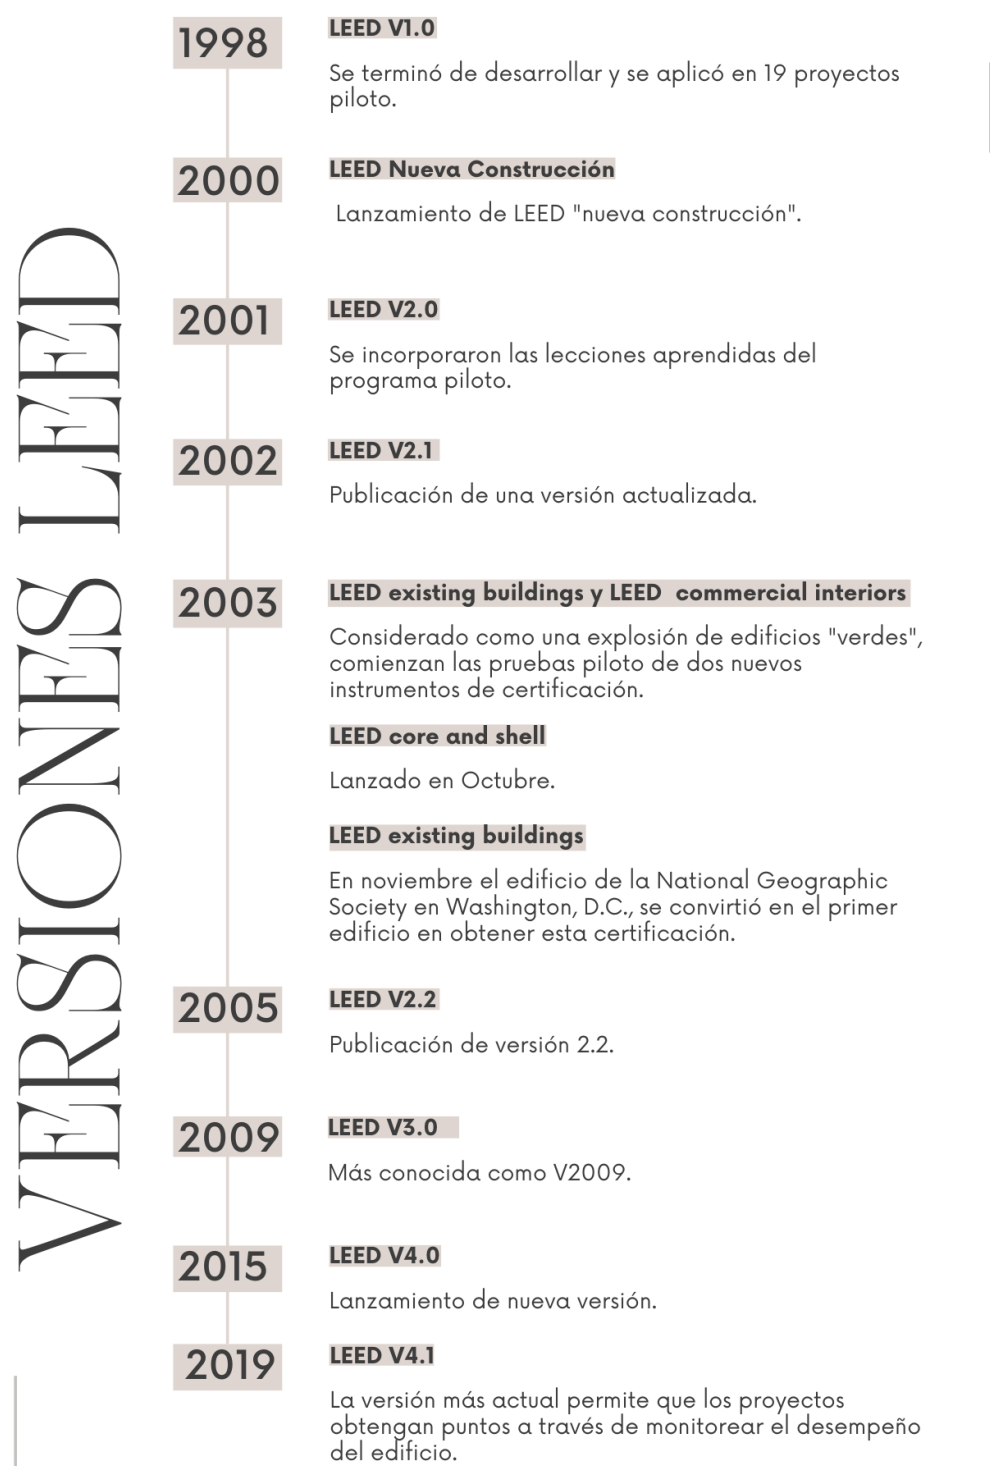 VERSIONES LEED
1998
LEED V1.0
Se terminó de desarrollar y se aplicó en 19 proyectos
piloto.
2000
LEED Nueva Construcción
Lanzamiento de LEED "nueva construcción".
2001
LEED V2.0
Se incorporaron las lecciones aprendidas del
programa piloto.
2002
LEED V2.1
Publicación de una versión actualizada.
2003
LEED existing buildings y LEED commercial interiors
Considerado como una explosión de edificios "verdes",
comienzan las pruebas piloto de dos nuevos
instrumentos de certificación.
LEED core and shell
Lanzado en Octubre.
LEED existing buildings
En noviembre el edificio de la National Geographic
Society en Washington, D.C., se convirtió en el primer
edificio en obtener esta certificación.
2005
LEED V2.2
Publicación de versión 2.2.
2009
LEED V3.0
Más conocida como V2009.
2015
LEED V4.0
Lanzamiento de nueva versión.
2019
LEED V4.1
La versión más actual permite que los proyectos
obtengan puntos a través de monitorear el desempeño
del edificio.